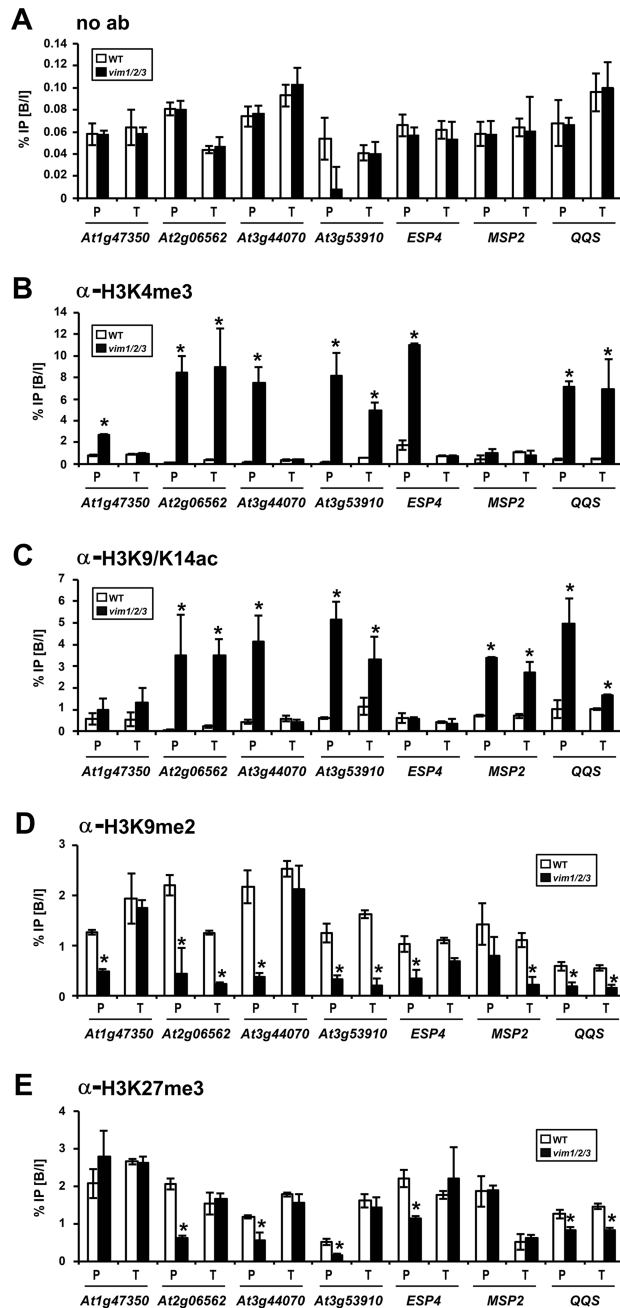 A no ab
0.14
0.12
0.10
0.08
0.06
0.04
0.02
0
% IP [B/I]
WT
vim1/2/3
P T P T P T P T P T P T P T
At1g47350 At2g06562 At3g44070 At3g53910 ESP4 MSP2 QQS
B α-H3K4me3
14
12
10
8
6
4
2
0
% IP [B/I]
WT
vim1/2/3
* * * * * * * * *
P T P T P T P T P T P T P T
At1g47350 At2g06562 At3g44070 At3g53910 ESP4 MSP2 QQS
C α-H3K9/K14ac
7
6
5
4
3
2
1
0
% IP [B/I]
WT
vim1/2/3
* * * * * * * * *
P T P T P T P T P T P T P T
At1g47350 At2g06562 At3g44070 At3g53910 ESP4 MSP2 QQS
D α-H3K9me2
3
2
1
0
% IP [B/I]
WT
vim1/2/3
* * * * * * * * * *
P T P T P T P T P T P T P T
At1g47350 At2g06562 At3g44070 At3g53910 ESP4 MSP2 QQS
E α-H3K27me3
4
3
2
1
0
% IP [B/I]
WT
vim1/2/3
* * * * * *
P T P T P T P T P T P T P T
At1g47350 At2g06562 At3g44070 At3g53910 ESP4 MSP2 QQS